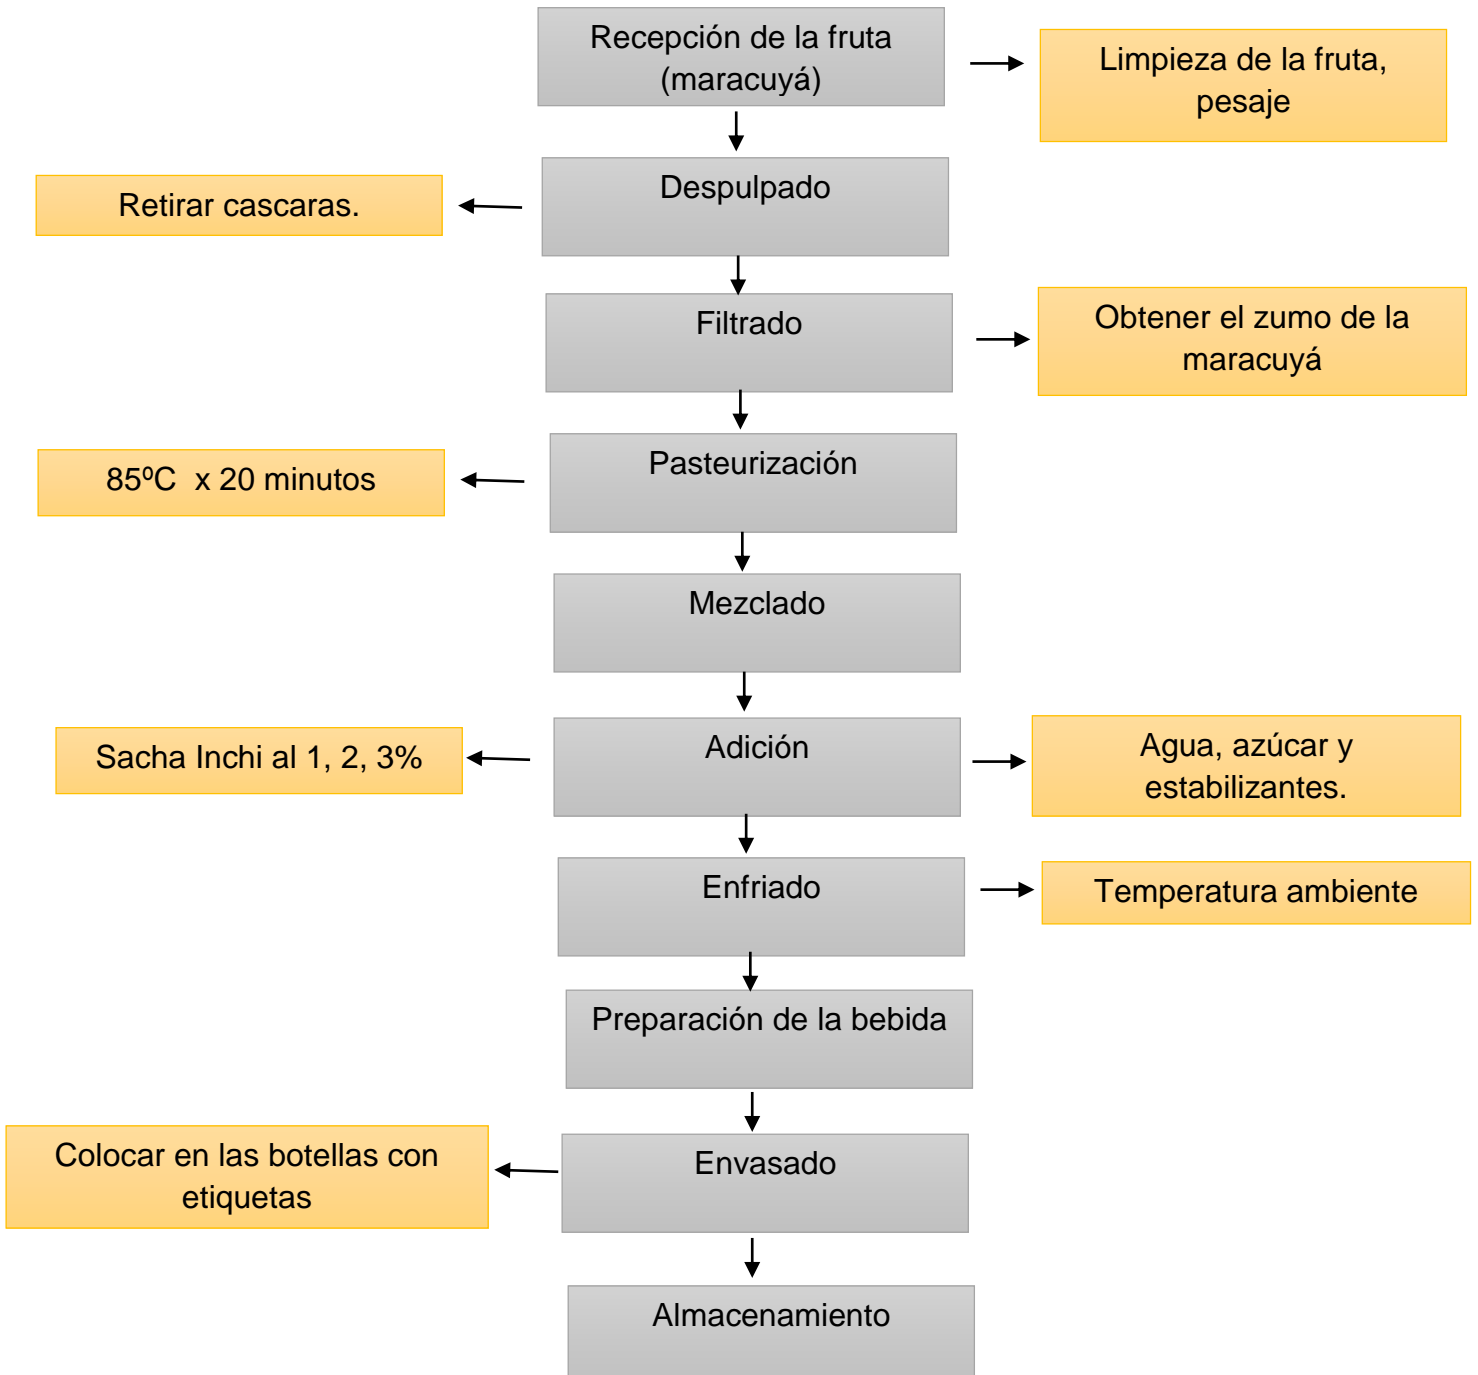 Recepción de la fruta
(maracuyá)
Limpieza de la fruta,
pesaje
Despulpado
Retirar cascaras.
Filtrado
Obtener el zumo de la
maracuyá
Pasteurización
85ºC  x 20 minutos
Mezclado
Adición
Sacha Inchi al 1, 2, 3%
Agua, azúcar y
estabilizantes.
Enfriado
Temperatura ambiente
Preparación de la bebida
Envasado
Colocar en las botellas con
etiquetas
Almacenamiento